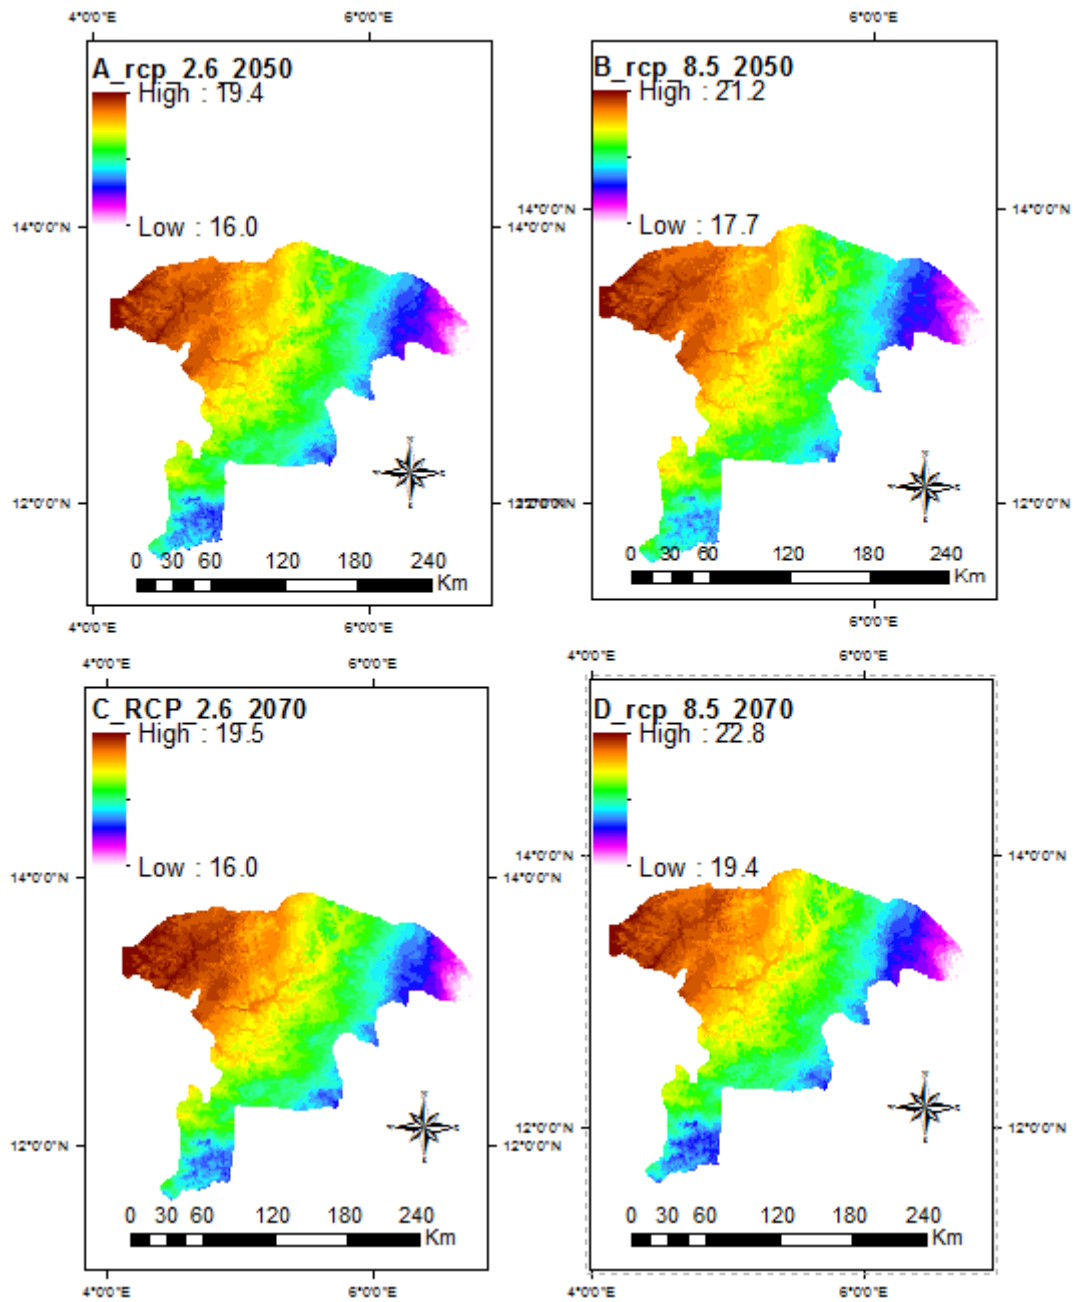 4°0'0"E 6°0'0"E
6°0'0"E
A_rcp_2.6_2050
High : 19.4
Low : 16.0
14°0'0"N
14°0'0"N
12°0'0"N
0 30 60 120 180 240
Km
4°0'0"E 6°0'0"E
B_rcp_8.5_2050
High : 21.2
Low : 17.7
14°0'0"N
14°0'0"N
12°0'0"N
0 30 60 120 180 240
Km
6°0'0"E
4°0'0"E 6°0'0"E
C_RCP_2.6_2070
High : 19.5
Low : 16.0
14°0'0"N
12°0'0"N
0 30 60 120 180 240
Km
4°0'0"E 6°0'0"E
4°0'0"E 6°0'0"E
D_rcp_8.5_2070
High : 22.8
Low : 19.4
14°0'0"N
14°0'0"N
12°0'0"N
12°0'0"N
0 30 60 120 180 240
Km
4°0'0"E 6°0'0"E